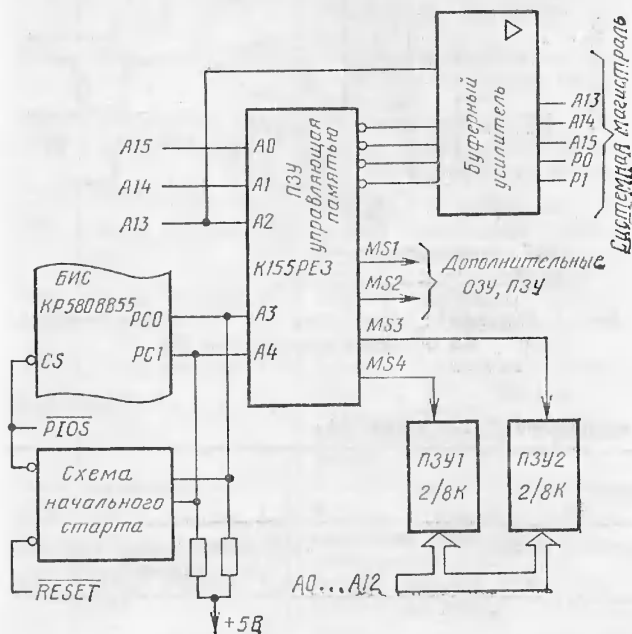 Буферный усилитель
A13
A14
A15
P0
P1
Системная магистраль
A15
A14
A13
A0
A1
A2
ПЗУ управляющая памятью
К155РЕ3
A3
A4
MS1
MS2
MS3
MS4
Дополнительные
ОЗУ, ПЗУ
БИС
КР580ВВ55
PC0
PC1
CS
PIOS
Схема
начального
старта
RESET
+5В
ПЗУ1
2/8К
ПЗУ2
2/8К
A0...A12